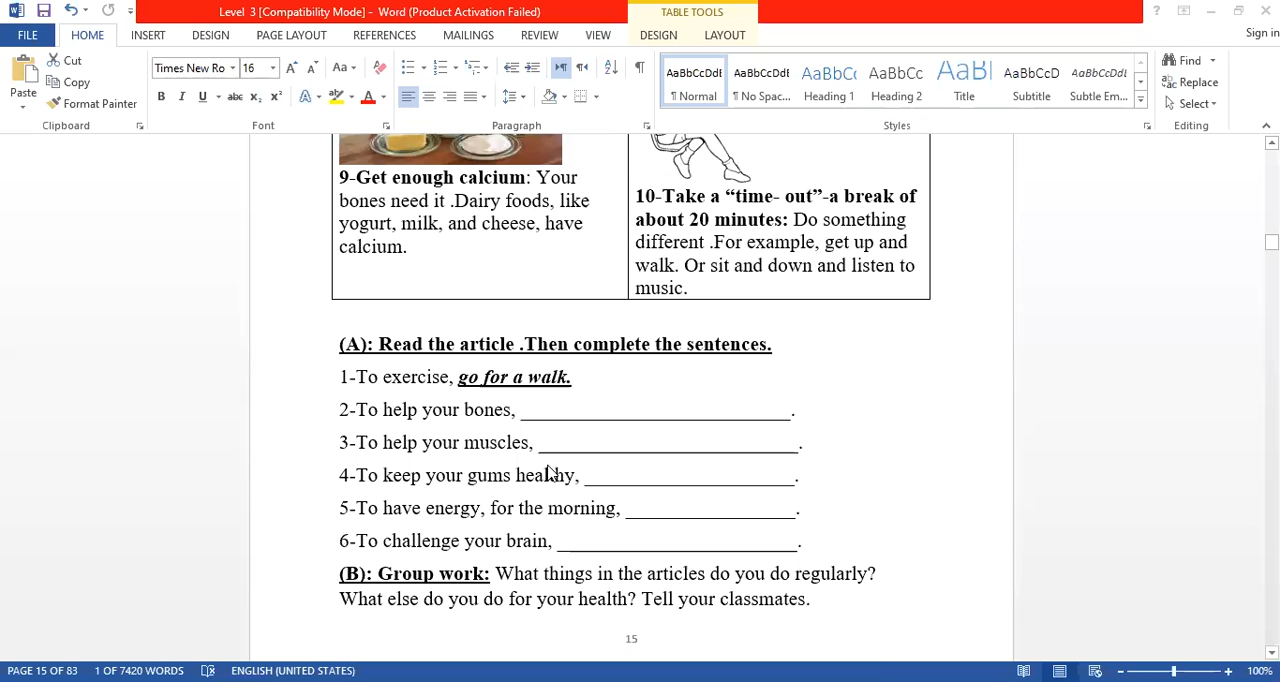 Level 3 [Compatibility Mode] - Word (Product Activation Failed)
TABLE TOOLS
FILE HOME INSERT DESIGN PAGE LAYOUT REFERENCES MAILINGS REVIEW VIEW DESIGN LAYOUT Sign in
Paste
Cut
Copy
Format Painter
Times New Ro 16
AaBbCcDdE AaBbCcDdE AaBbCc AaBbCc AaBl AaBbCcD AaBbCcDdE
¶ Normal ¶ No Spac... Heading 1 Heading 2 Title Subtitle Subtle Em...
Find
Replace
Select
Clipboard Font Paragraph Styles Editing
9-Get enough calcium: Your
bones need it .Dairy foods, like
yogurt, milk, and cheese, have
calcium.
10-Take a “time- out”-a break of
about 20 minutes: Do something
different .For example, get up and
walk. Or sit and down and listen to
music.
(A): Read the article .Then complete the sentences.
1-To exercise, go for a walk.
2-To help your bones, ___________________________.
3-To help your muscles, __________________________.
4-To keep your gums healthy, _____________________.
5-To have energy, for the morning, _________________.
6-To challenge your brain, ________________________.
(B): Group work: What things in the articles do you do regularly?
What else do you do for your health? Tell your classmates.
15
PAGE 15 OF 83 1 OF 7420 WORDS ENGLISH (UNITED STATES) 100%